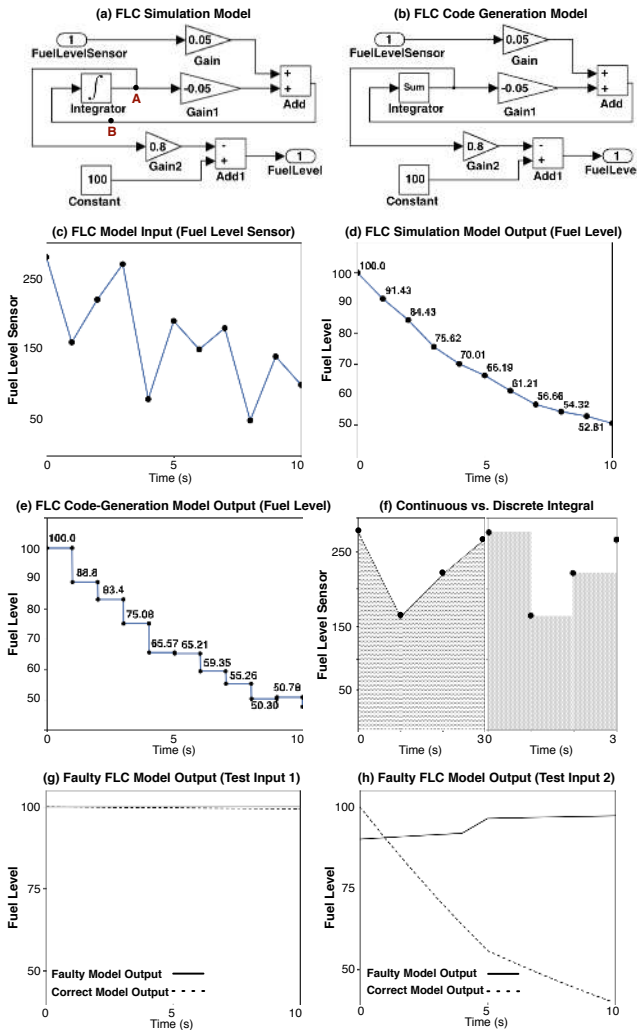 (a) FLC Simulation Model
1
FuelLevelSensor
0.05
Gain
∫
Integrator
A
B
-0.05
Gain1
+
+
Add
0.8
Gain2
100
Constant
-
+
Add1
1
FuelLevel
(b) FLC Code Generation Model
1
FuelLevelSensor
0.05
Gain
Sum
Integrator
-0.05
Gain1
+
+
Add
0.8
Gain2
100
Constant
-
+
Add1
1
FuelLeve
(c) FLC Model Input (Fuel Level Sensor)
Fuel Level Sensor
250
150
50
0 5 10
Time (s)
(d) FLC Simulation Model Output (Fuel Level)
Fuel Level
100
90
80
70
60
50
100.0
91.43
84.43
75.62
70.01
66.19
61.21
56.66
54.32
52.81
0 5 10
Time (s)
(e) FLC Code-Generation Model Output (Fuel Level)
Fuel Level
100
90
80
70
60
50
100.0
88.8
83.4
75.08
65.57 65.21
59.35
55.26
50.20
50.78
0 5 10
Time (s)
(f) Continuous vs. Discrete Integral
Fuel Level Sensor
250
150
50
0 30 3
Time (s) Time (s)
(g) Faulty FLC Model Output (Test Input 1)
Fuel Level
100
75
50
Faulty Model Output
Correct Model Output
0 5 10
Time (s)
(h) Faulty FLC Model Output (Test Input 2)
Fuel Level
100
75
50
Faulty Model Output
Correct Model Output
0 5 10
Time (s)